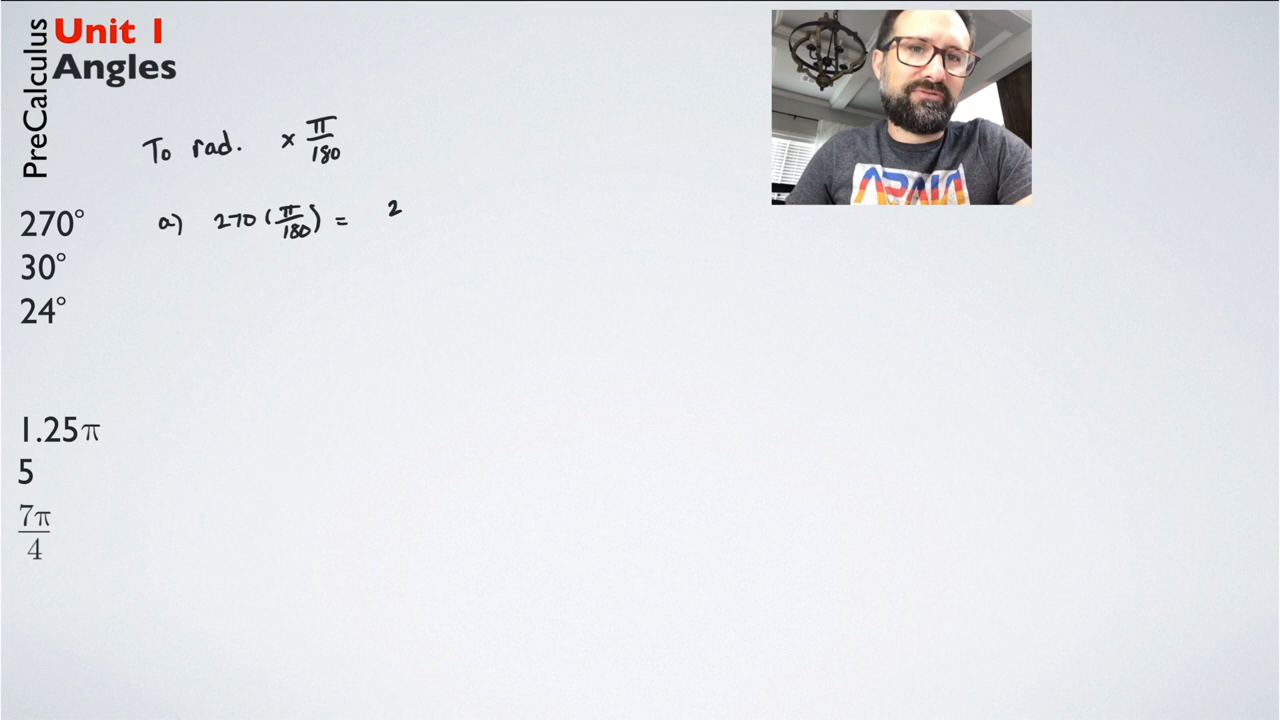 PreCalculus
Unit 1
Angles
To rad. × π/180
270°
a) 270 (π/180) = 2
30°
24°
1.25π
5
7π/4